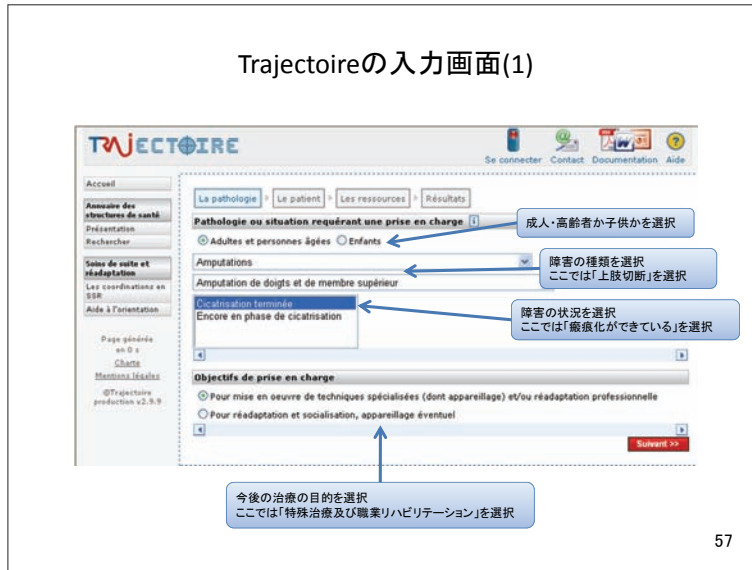 Trajectoireの入力画面(1)
TRAJECTOIRE
Se connecter Contact Documentation Aide
Accueil
Annuaire des
structures de santé
Présentation
Rechercher
Soins de suite et
réadaptation
Les coordinations en
SSR
Aide à l'orientation
Page générée
en 0 s
Charte
Mentions légales
©Trajectoire
production v2.9.9
La pathologie Le patient Les ressources Résultats
Pathologie ou situation requérant une prise en charge
Adultes et personnes âgées Enfants
Amputations
Amputation de doigts et de membre supérieur
Cicatrisation terminée
Encore en phase de cicatrisation
Objectifs de prise en charge
Pour mise en oeuvre de techniques spécialisées (dont appareillage) et/ou réadaptation professionnelle
Pour réadaptation et socialisation, appareillage éventuel
Suivant >>
成人・高齢者か子供かを選択
障害の種類を選択
ここでは「上肢切断」を選択
障害の状況を選択
ここでは「瘢痕化ができている」を選択
今後の治療の目的を選択
ここでは「特殊治療及び職業リハビリテーション」を選択
57